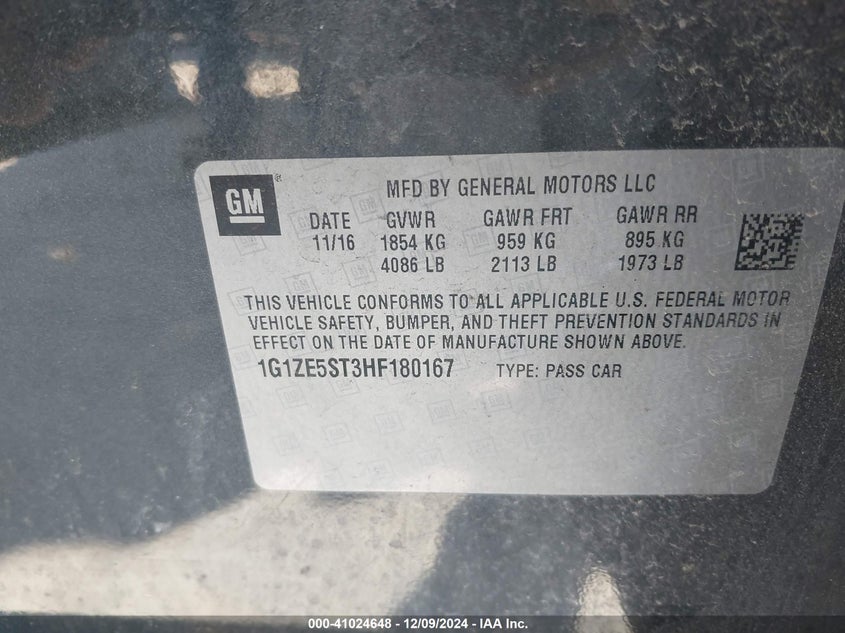 GM ® MFD BY GENERAL MOTORS LLC
DATE GVWR GAWR FRT GAWR RR
11/16 1854 KG 959 KG 895 KG
4086 LB 2113 LB 1973 LB
THIS VEHICLE CONFORMS TO ALL APPLICABLE U.S. FEDERAL MOTOR
VEHICLE SAFETY, BUMPER, AND THEFT PREVENTION STANDARDS IN
EFFECT ON THE DATE OF MANUFACTURE SHOWN ABOVE.
1G1ZE5ST3HF180167 TYPE: PASS CAR
000-41024648 - 12/09/2024 - IAA Inc.